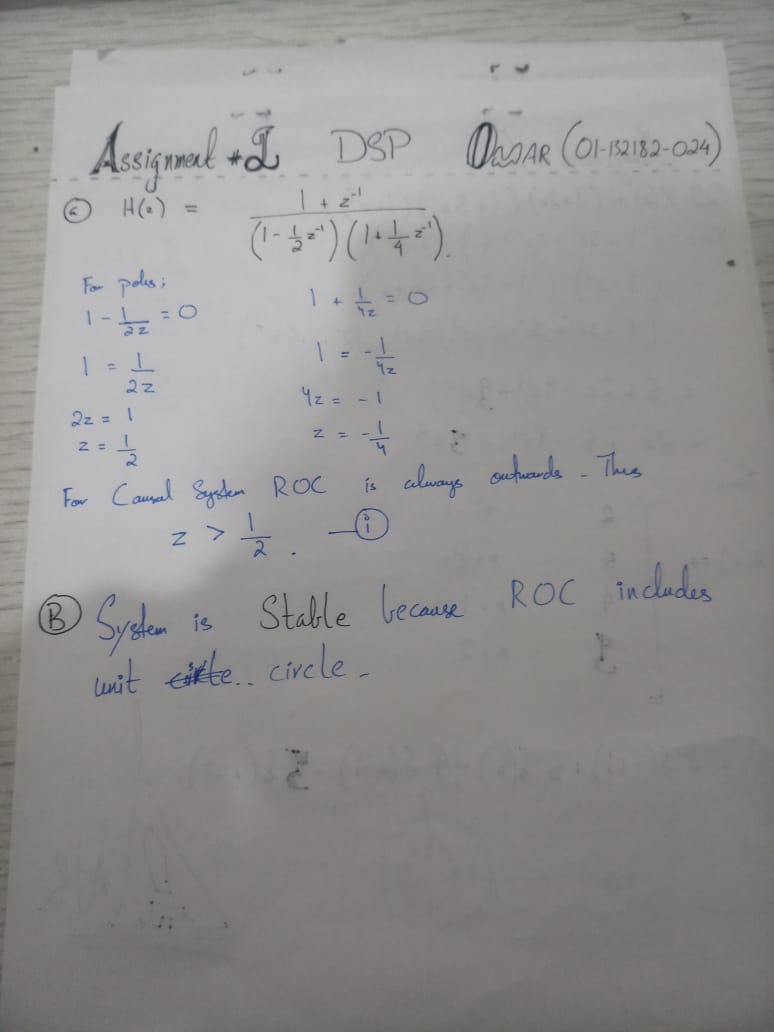 Assignment #2 DSP (01-132182-024)
a H(z) = 1 + z⁻¹ / (1 - 1/2 z⁻¹) (1 + 1/4 z⁻¹).
For poles;
1 - 1/2z = 0 1 + 1/4z = 0
1 = 1/2z 1 = -1/4z
2z = 1 4z = -1
z = 1/2 z = -1/4
For Causal System ROC is always outwards. This
z > 1/2. — i
B System is Stable because ROC includes
unit circle.